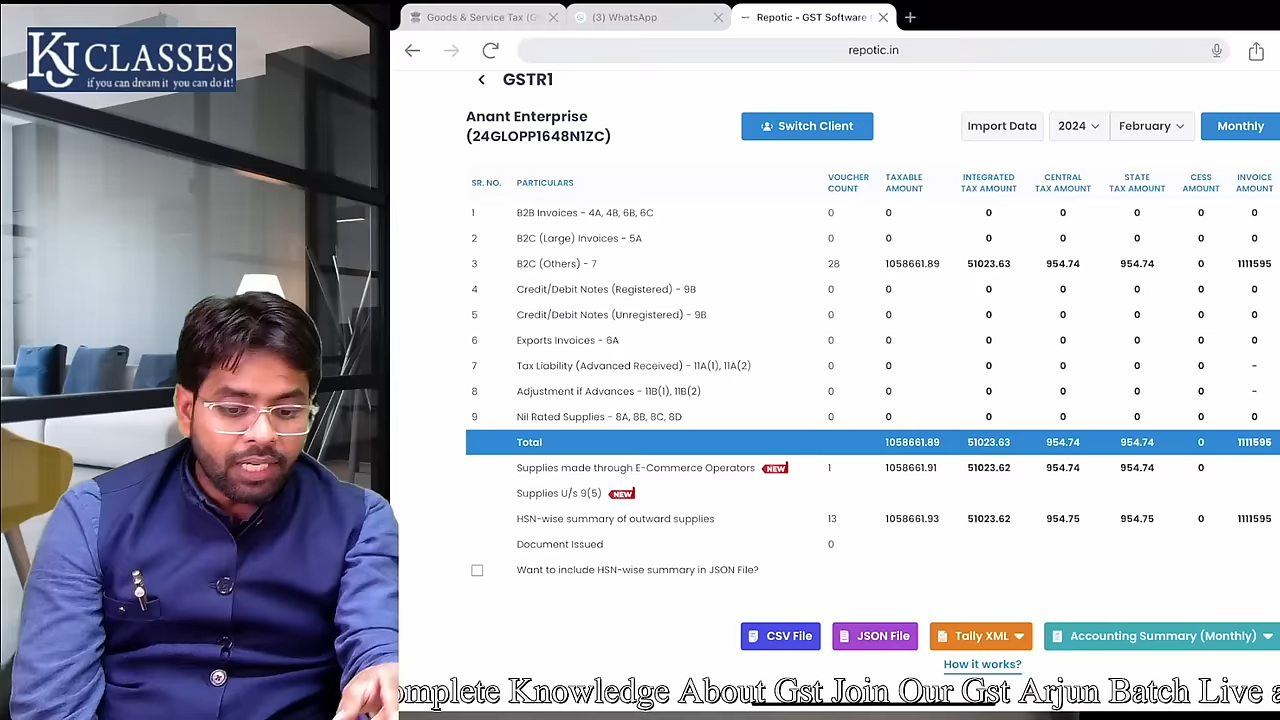 KJ CLASSES
if you can dream it you can do it!
Goods & Service Tax (G
(3) WhatsApp
Repotic - GST Software
repotic.in
GSTR1
Anant Enterprise
(24GLOPP1648N1ZC)
Switch Client
Import Data
2024
February
Monthly
SR. NO. PARTICULARS VOUCHER COUNT TAXABLE AMOUNT INTEGRATED TAX AMOUNT CENTRAL TAX AMOUNT STATE TAX AMOUNT CESS AMOUNT INVOICE AMOUNT
1 B2B Invoices - 4A, 4B, 6B, 6C 0 0 0 0 0 0 0
2 B2C (Large) Invoices - 5A 0 0 0 0 0 0 0
3 B2C (Others) - 7 28 1058661.89 51023.63 954.74 954.74 0 1111595
4 Credit/Debit Notes (Registered) - 9B 0 0 0 0 0 0 0
5 Credit/Debit Notes (Unregistered) - 9B 0 0 0 0 0 0 0
6 Exports Invoices - 6A 0 0 0 0 0 0 0
7 Tax Liability (Advanced Received) - 11A(1), 11A(2) 0 0 0 0 0 0 -
8 Adjustment if Advances - 11B(1), 11B(2) 0 0 0 0 0 0 -
9 Nil Rated Supplies - 8A, 8B, 8C, 8D 0 0 0 0 0 0 0
Total 1058661.89 51023.63 954.74 954.74 0 1111595
Supplies made through E-Commerce Operators NEW 1 1058661.91 51023.62 954.74 954.74 0
Supplies U/s 9(5) NEW
HSN-wise summary of outward supplies 13 1058661.93 51023.62 954.75 954.75 0 1111595
Document Issued 0
Want to include HSN-wise summary in JSON File?
CSV File
JSON File
Tally XML
Accounting Summary (Monthly)
How it works?
omplete Knowledge About Gst Join Our Gst Arjun Batch Live a